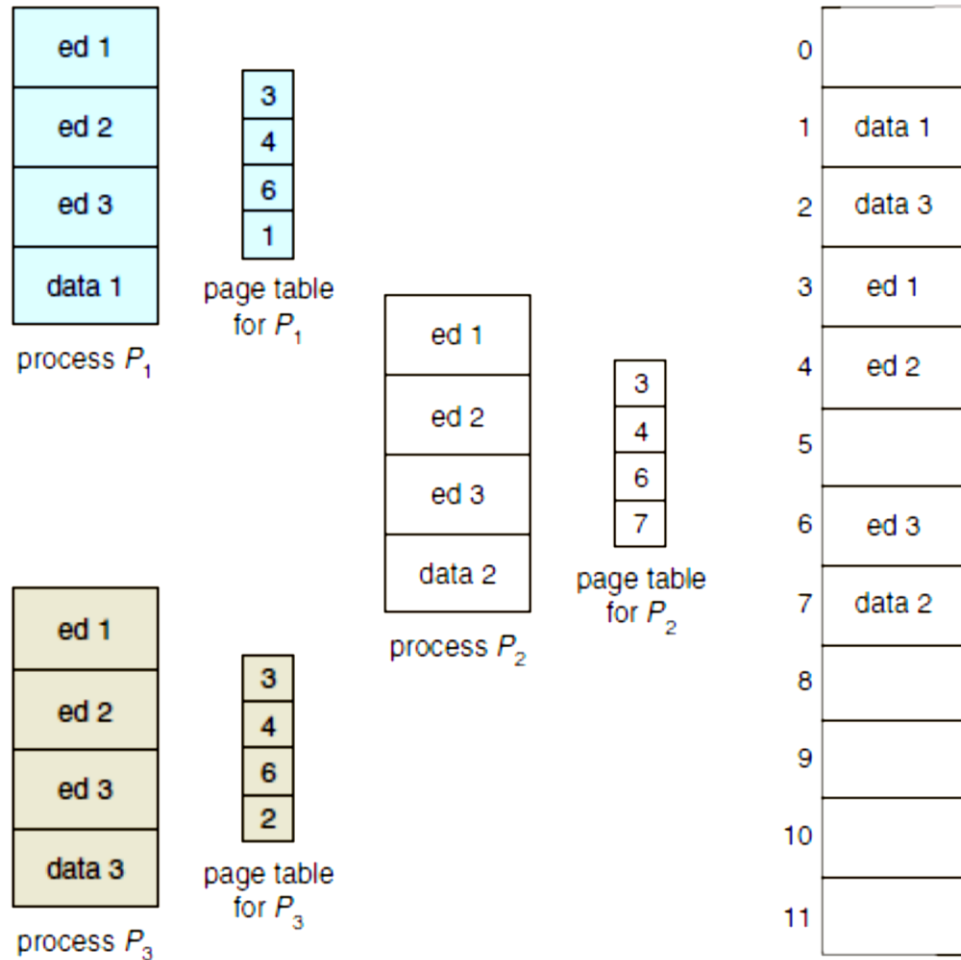 ed 1
ed 2
ed 3
data 1
process P1
3
4
6
1
page table
for P1
ed 1
ed 2
ed 3
data 2
process P2
3
4
6
7
page table
for P2
ed 1
ed 2
ed 3
data 3
process P3
3
4
6
2
page table
for P3
0
1 data 1
2 data 3
3 ed 1
4 ed 2
5
6 ed 3
7 data 2
8
9
10
11